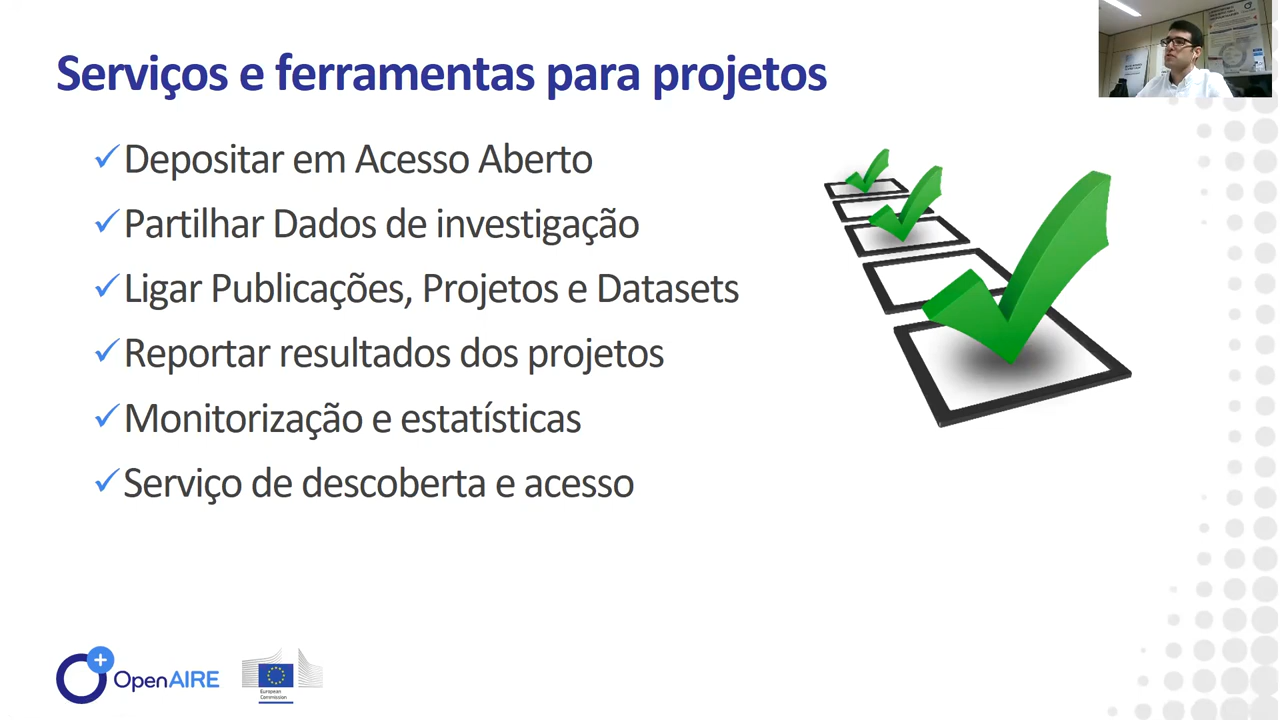 Serviços e ferramentas para projetos
✓Depositar em Acesso Aberto
✓Partilhar Dados de investigação
✓Ligar Publicações, Projetos e Datasets
✓Reportar resultados dos projetos
✓Monitorização e estatísticas
✓Serviço de descoberta e acesso
OpenAIRE
European
Commission